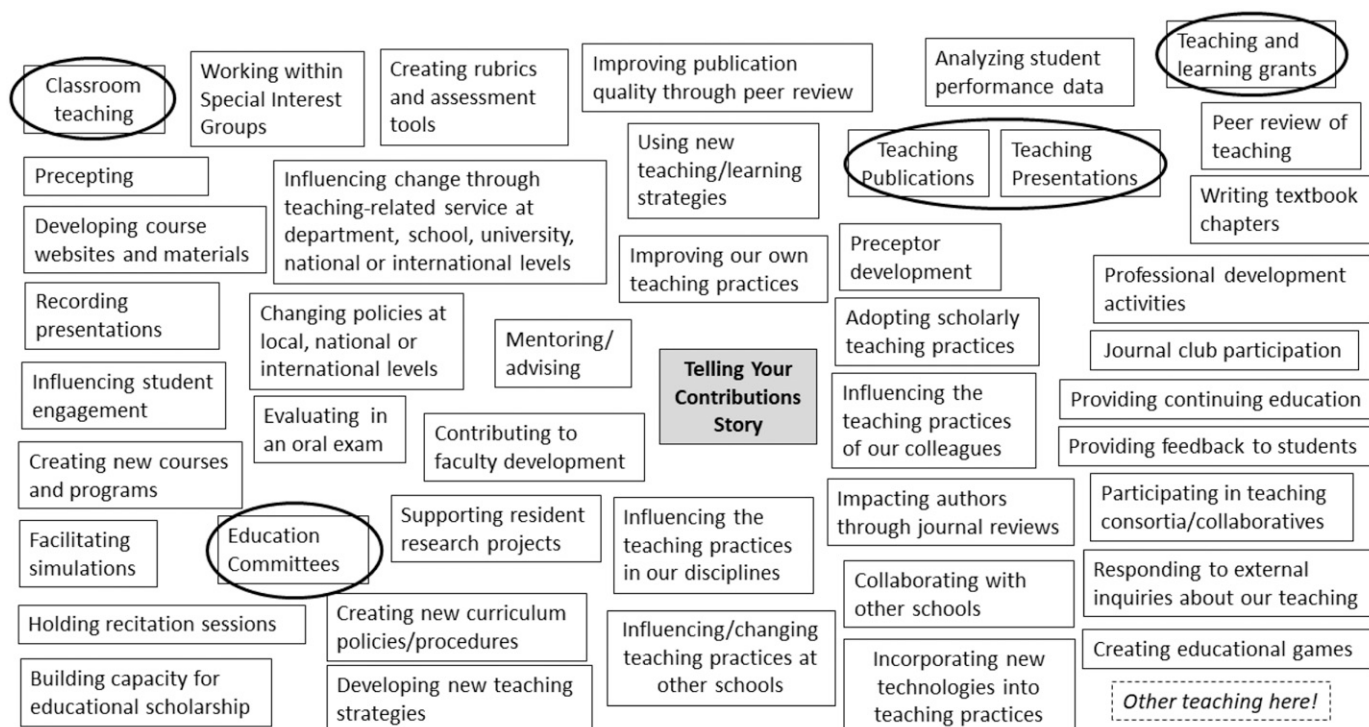 Classroom
teaching
Working within
Special Interest
Groups
Creating rubrics
and assessment
tools
Improving publication
quality through peer review
Analyzing student
performance data
Teaching and
learning grants
Precepting
Influencing change through
teaching-related service at
department, school, university,
national or international levels
Using new
teaching/learning
strategies
Teaching
Publications
Teaching
Presentations
Peer review of
teaching
Writing textbook
chapters
Developing course
websites and materials
Improving our own
teaching practices
Preceptor
development
Professional development
activities
Recording
presentations
Changing policies at
local, national or
international levels
Mentoring/
advising
Telling Your
Contributions
Story
Adopting scholarly
teaching practices
Journal club participation
Influencing student
engagement
Evaluating in
an oral exam
Contributing to
faculty development
Influencing the
teaching practices
of our colleagues
Providing continuing education
Providing feedback to students
Creating new courses
and programs
Education
Committees
Supporting resident
research projects
Influencing the
teaching practices
in our disciplines
Impacting authors
through journal reviews
Participating in teaching
consortia/collaboratives
Facilitating
simulations
Collaborating with
other schools
Responding to external
inquiries about our teaching
Holding recitation sessions
Creating new curriculum
policies/procedures
Influencing/changing
teaching practices at
other schools
Incorporating new
technologies into
teaching practices
Creating educational games
Building capacity for
educational scholarship
Developing new teaching
strategies
Other teaching here!